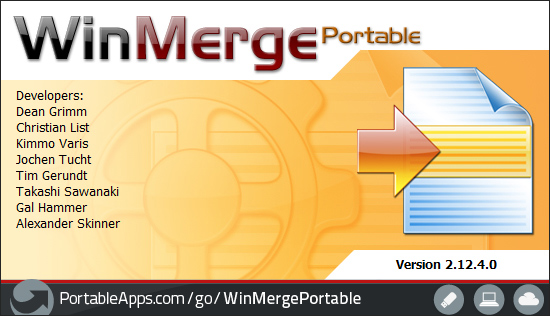 WinMerge Portable
Developers:
Dean Grimm
Christian List
Kimmo Varis
Jochen Tucht
Tim Gerundt
Takashi Sawanaki
Gal Hammer
Alexander Skinner
Version 2.12.4.0
PortableApps.com/go/WinMergePortable